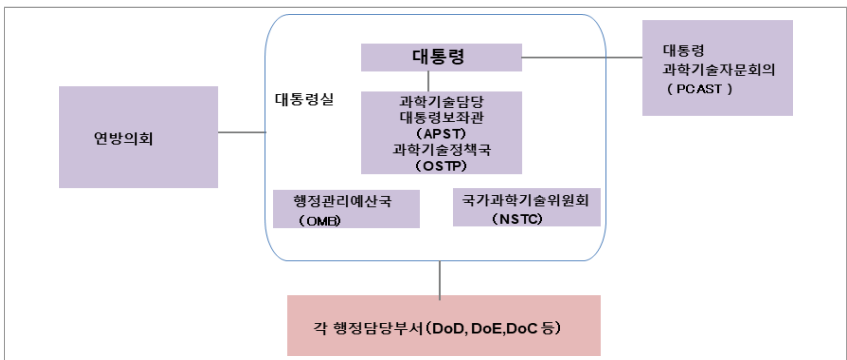 대통령
대통령
과학기술자문회의
( PCAST )
대통령실
과학기술담당
대통령보좌관
(APST)
과학기술정책국
(OSTP)
연방의회
행정관리예산국
(OMB)
국가과학기술위원회
(NSTC)
각 행정담당부서(DoD, DoE,DoC 등)